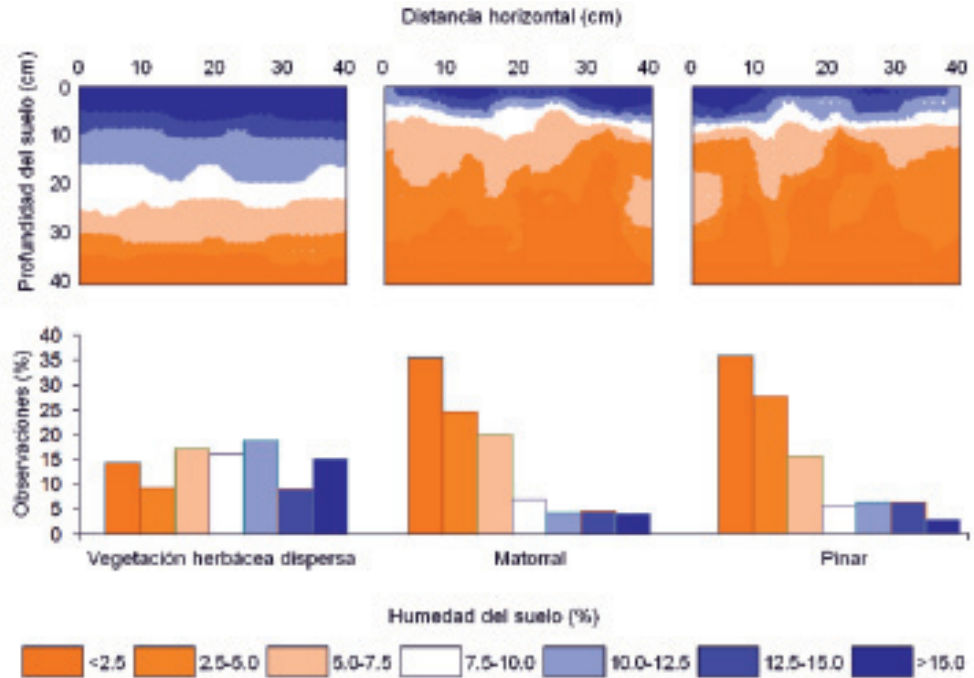 Distancia horizontal (cm)
0 10 20 30 40 0 10 20 30 40 0 10 20 30 40
Profundidad del suelo (cm)
0
10
20
30
40
Observaciones (%)
40
35
30
25
20
15
10
5
0
Vegetación herbácea dispersa Matorral Pinar
Humedad del suelo (%)
<2.5 2.5-5.0 5.0-7.5 7.5-10.0 10.0-12.5 12.5-15.0 >15.0